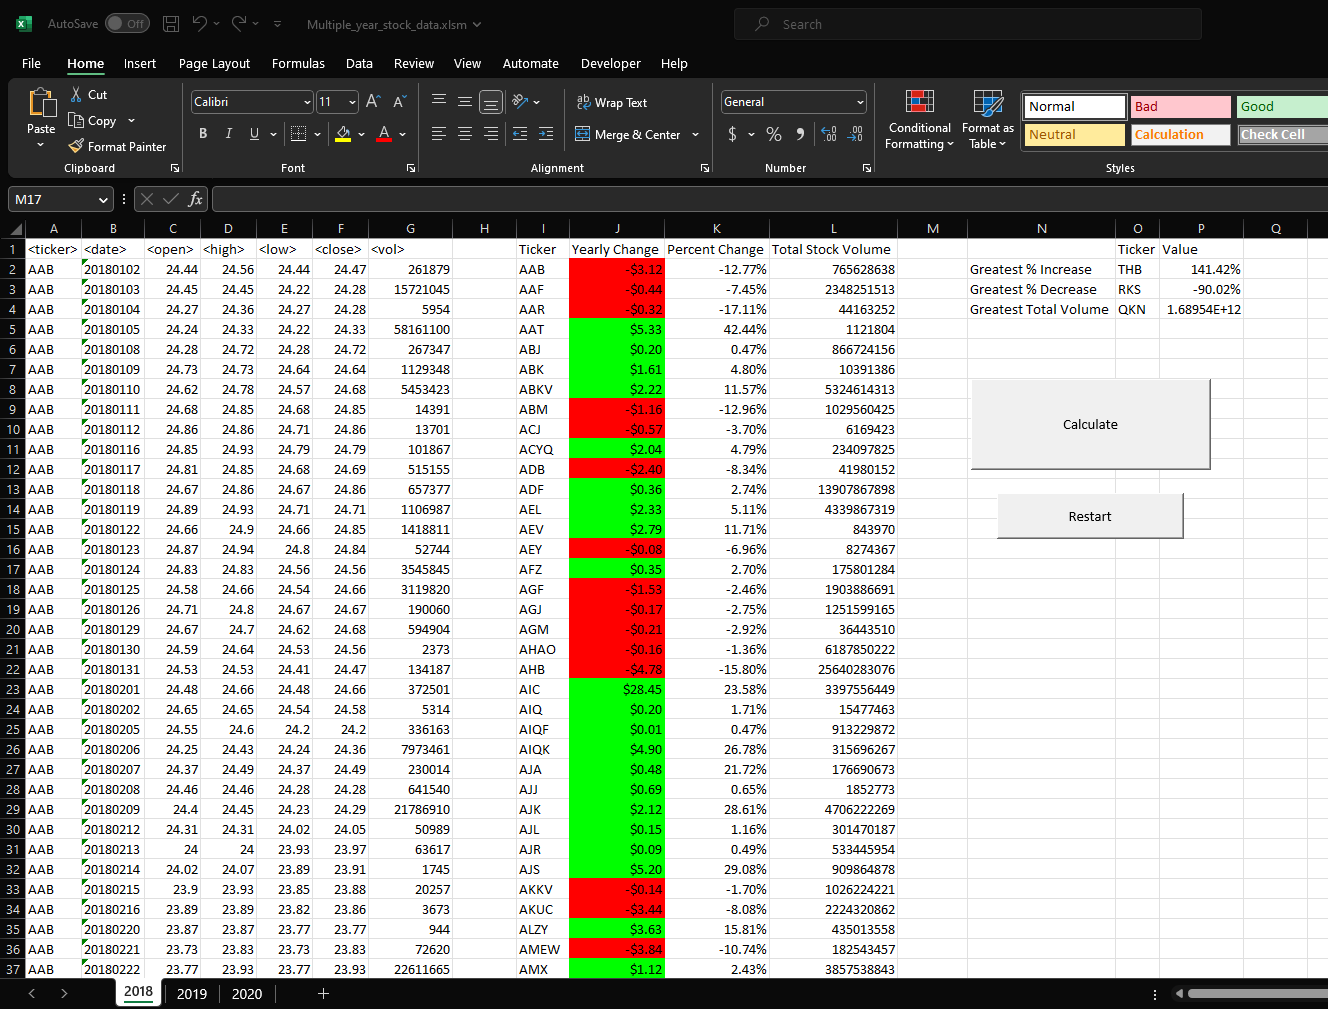 AutoSave Off Multiple_year_stock_data.xlsm Search
File Home Insert Page Layout Formulas Data Review View Automate Developer Help
Paste Cut Copy Format Painter Clipboard
Calibri 11 A A B I U A Font
ab Wrap Text Merge & Center Alignment
General $ % 9 Number
Conditional Formatting Format as Table
Normal Bad Good
Neutral Calculation Check Cell
Styles
M17 fx
A B C D E F G H I J K L M N O P Q
1 <ticker> <date> <open> <high> <low> <close> <vol> Ticker Yearly Change Percent Change Total Stock Volume Ticker Value
2 AAB 20180102 24.44 24.56 24.44 24.47 261879 AAB -$3.12 -12.77% 765628638 Greatest % Increase THB 141.42%
3 AAB 20180103 24.45 24.45 24.22 24.28 15721045 AAF -$0.44 -7.45% 2348251513 Greatest % Decrease RKS -90.02%
4 AAB 20180104 24.27 24.36 24.27 24.28 5954 AAR -$0.32 -17.11% 44163252 Greatest Total Volume QKN 1.68954E+12
5 AAB 20180105 24.24 24.33 24.22 24.33 58161100 AAT $5.33 42.44% 1121804
6 AAB 20180108 24.28 24.72 24.28 24.72 267347 ABJ $0.20 0.47% 866724156
7 AAB 20180109 24.73 24.73 24.64 24.64 1129348 ABK $1.61 4.80% 10391386
8 AAB 20180110 24.62 24.78 24.57 24.68 5453423 ABKV $2.22 11.57% 5324614313
9 AAB 20180111 24.68 24.85 24.68 24.85 14391 ABM -$1.16 -12.96% 1029560425
10 AAB 20180112 24.86 24.86 24.71 24.86 13701 ACJ -$0.57 -3.70% 6169423
11 AAB 20180116 24.85 24.93 24.79 24.79 101867 ACYQ $2.04 4.79% 234097825
12 AAB 20180117 24.81 24.85 24.68 24.69 515155 ADB -$2.40 -8.34% 41980152
13 AAB 20180118 24.67 24.86 24.67 24.86 657377 ADF $0.36 2.74% 13907867898
14 AAB 20180119 24.89 24.93 24.71 24.71 1106987 AEL $2.33 5.11% 4339867319
15 AAB 20180122 24.66 24.9 24.66 24.85 1418811 AEV $2.79 11.71% 843970
16 AAB 20180123 24.87 24.94 24.8 24.84 52744 AEY -$0.08 -6.96% 8274367
17 AAB 20180124 24.83 24.83 24.56 24.56 3545845 AFZ $0.35 2.70% 175801284
18 AAB 20180125 24.58 24.66 24.54 24.66 3119820 AGF -$1.53 -2.46% 1903886691
19 AAB 20180126 24.71 24.8 24.67 24.67 190060 AGJ -$0.17 -2.75% 1251599165
20 AAB 20180129 24.67 24.7 24.62 24.68 594904 AGM -$0.21 -2.92% 36443510
21 AAB 20180130 24.59 24.64 24.53 24.56 2373 AHAO -$0.16 -1.36% 6187850222
22 AAB 20180131 24.53 24.53 24.41 24.47 134187 AHB -$4.78 -15.80% 25640283076
23 AAB 20180201 24.48 24.66 24.48 24.66 372501 AIC $28.45 23.58% 3397556449
24 AAB 20180202 24.65 24.65 24.54 24.58 5314 AIQ $0.20 1.71% 15477463
25 AAB 20180205 24.55 24.6 24.2 24.2 336163 AIQF $0.01 0.47% 913229872
26 AAB 20180206 24.25 24.43 24.24 24.36 7973461 AIQK $4.90 26.78% 315696267
27 AAB 20180207 24.37 24.49 24.37 24.49 230014 AJA $0.48 21.72% 176690673
28 AAB 20180208 24.46 24.46 24.28 24.28 641540 AJJ $0.69 0.65% 1852773
29 AAB 20180209 24.4 24.45 24.23 24.29 21786910 AJK $2.12 28.61% 4706222269
30 AAB 20180212 24.31 24.31 24.02 24.05 50989 AJL $0.15 1.16% 301470187
31 AAB 20180213 24 24 23.93 23.97 63617 AJR $0.09 0.49% 533445954
32 AAB 20180214 24.02 24.07 23.89 23.91 1745 AJS $5.20 29.08% 909864878
33 AAB 20180215 23.9 23.93 23.85 23.88 20257 AKKV -$0.14 -1.70% 1026224221
34 AAB 20180216 23.89 23.89 23.82 23.86 3673 AKUC -$3.44 -8.08% 2224320862
35 AAB 20180220 23.87 23.87 23.77 23.77 944 ALZY $3.63 15.81% 435013558
36 AAB 20180221 23.73 23.83 23.73 23.83 72620 AMEW -$3.84 -10.74% 182543457
37 AAB 20180222 23.77 23.93 23.77 23.93 22611665 AMX $1.12 2.43% 3857538843
Calculate
Restart
2018 2019 2020